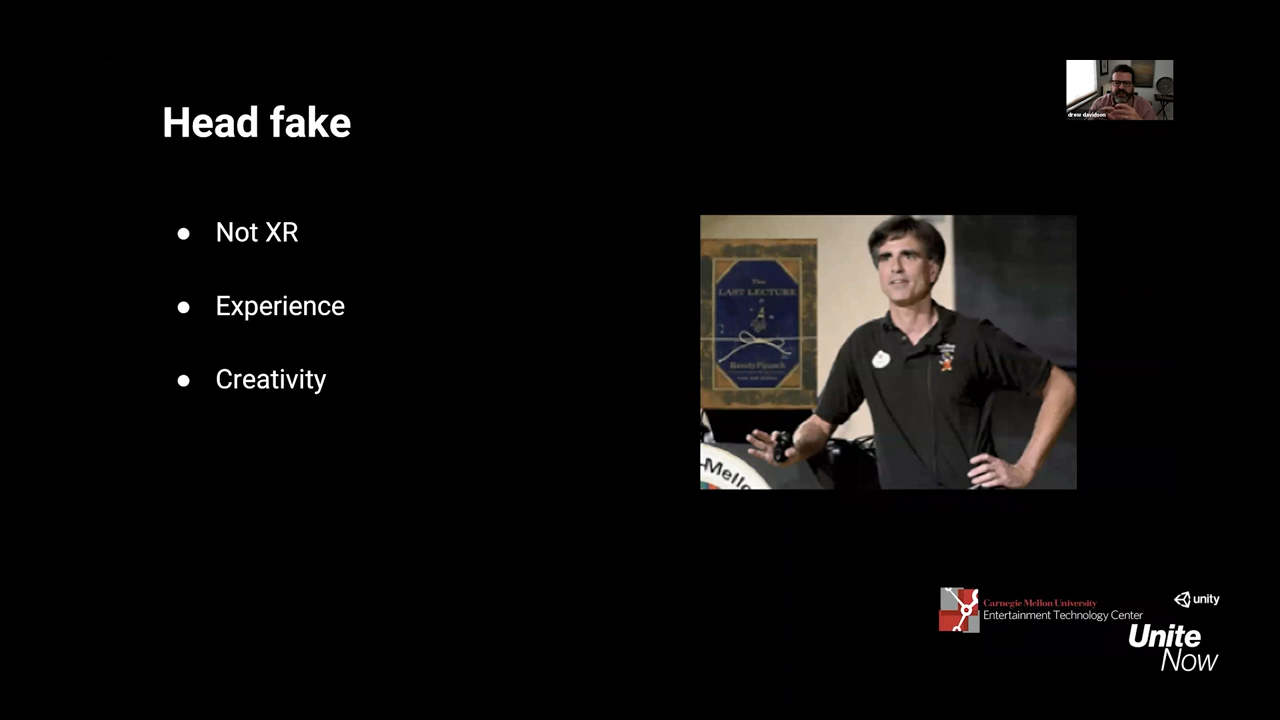 Head fake
drew davidson
● Not XR
● Experience
● Creativity
The
LAST LECTURE
Randy Pausch
-Mello
Carnegie Mellon University
Entertainment Technology Center
unity
Unite
Now